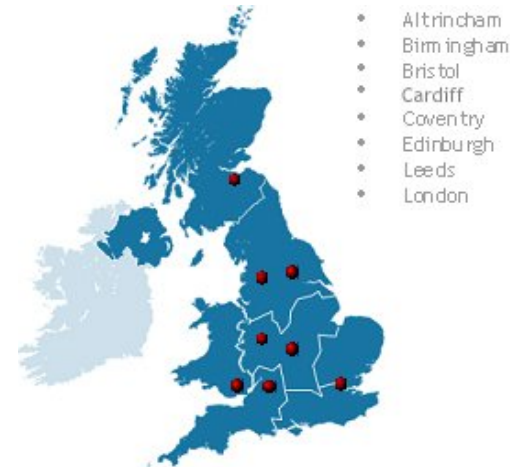 Altrincham
Birmingham
Bristol
Cardiff
Coventry
Edinburgh
Leeds
London